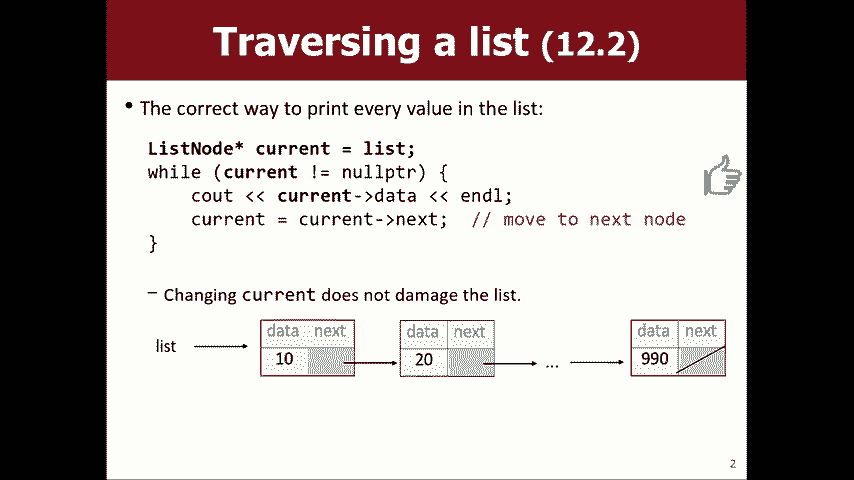 Traversing a list (12.2)
• The correct way to print every value in the list:
ListNode* current = list;
while (current != nullptr) {
    cout << current->data << endl;
    current = current->next;  // move to next node
}
– Changing current does not damage the list.
list
data next
10
data next
20
...
data next
990
2